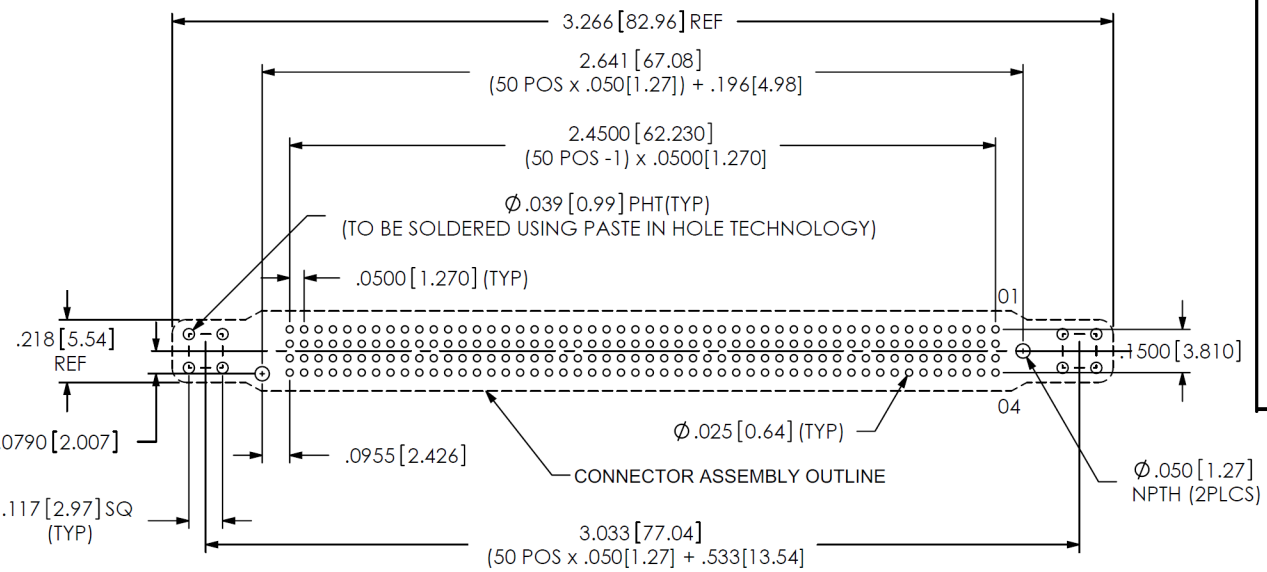 3.266[82.96] REF
2.641[67.08]
(50 POS x .050[1.27]) + .196[4.98]
2.4500[62.230]
(50 POS -1) x .0500[1.270]
Ø.039[0.99] PHT(TYP)
(TO BE SOLDERED USING PASTE IN HOLE TECHNOLOGY)
.0500[1.270] (TYP)
01
.218[5.54]
REF
.1500[3.810]
04
.0790[2.007]
Ø.025[0.64] (TYP)
.0955[2.426]
CONNECTOR ASSEMBLY OUTLINE
Ø.050[1.27]
NPTH (2PLCS)
.117[2.97]SQ
(TYP)
3.033[77.04]
(50 POS x .050[1.27] + .533[13.54]